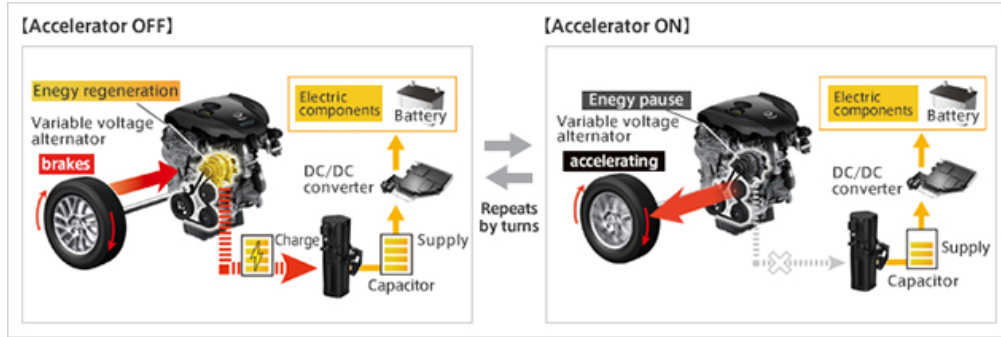 【Accelerator OFF】
Enegy regeneration
Variable voltage
alternator
brakes
Electric
components
Battery
DC/DC
converter
Charge
Supply
Capacitor
Repeats
by turns
【Accelerator ON】
Enegy pause
Variable voltage
alternator
accelerating
Electric
components
Battery
DC/DC
converter
Supply
Capacitor